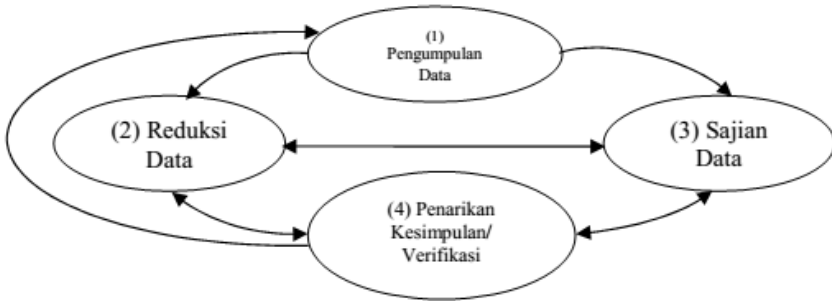 (1)
Pengumpulan
Data
(2) Reduksi
Data
(3) Sajian
Data
(4) Penarikan
Kesimpulan/
Verifikasi